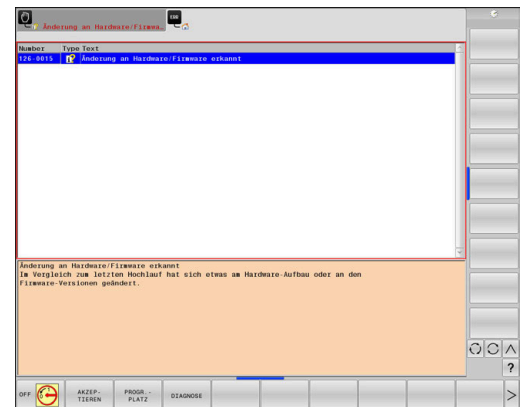 Änderung an Hardware/Firmwa.
ERR
Number Type Text
126-0015 Änderung an Hardware/Firmware erkannt
Änderung an Hardware/Firmware erkannt
Im Vergleich zum letzten Hochlauf hat sich etwas am Hardware-Aufbau oder an den
Firmware-Versionen geändert.
?
OFF
AKZEP-
TIEREN
PROGR.-
PLATZ
DIAGNOSE
>